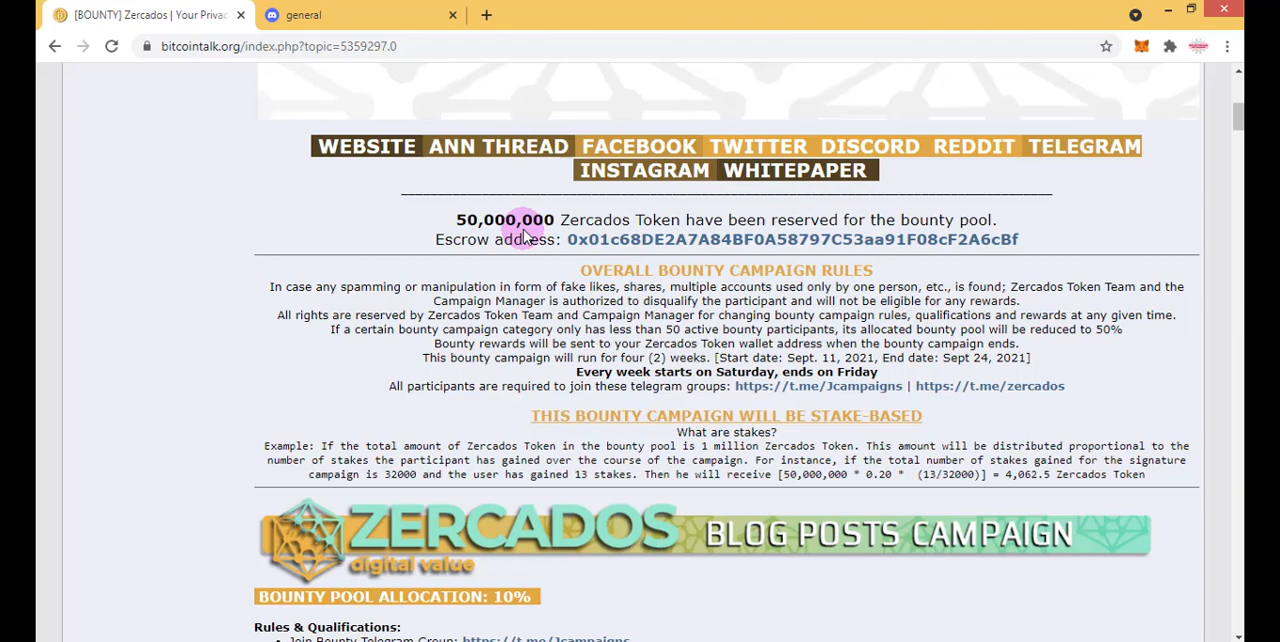 [BOUNTY] Zercados | Your Privac
general
bitcointalk.org/index.php?topic=5359297.0
WEBSITE ANN THREAD FACEBOOK TWITTER DISCORD REDDIT TELEGRAM
INSTAGRAM WHITEPAPER
50,000,000 Zercados Token have been reserved for the bounty pool.
Escrow address: 0x01c68DE2A7A84BF0A58797C53aa91F08cF2A6cBf
OVERALL BOUNTY CAMPAIGN RULES
In case any spamming or manipulation in form of fake likes, shares, multiple accounts used only by one person, etc., is found; Zercados Token Team and the
Campaign Manager is authorized to disqualify the participant and will not be eligible for any rewards.
All rights are reserved by Zercados Token Team and Campaign Manager for changing bounty campaign rules, qualifications and rewards at any given time.
If a certain bounty campaign category only has less than 50 active bounty participants, its allocated bounty pool will be reduced to 50%
Bounty rewards will be sent to your Zercados Token wallet address when the bounty campaign ends.
This bounty campaign will run for four (2) weeks. [Start date: Sept. 11, 2021, End date: Sept 24, 2021]
Every week starts on Saturday, ends on Friday
All participants are required to join these telegram groups: https://t.me/Jcampaigns | https://t.me/zercados
THIS BOUNTY CAMPAIGN WILL BE STAKE-BASED
What are stakes?
Example: If the total amount of Zercados Token in the bounty pool is 1 million Zercados Token. This amount will be distributed proportional to the
number of stakes the participant has gained over the course of the campaign. For instance, if the total number of stakes gained for the signature
campaign is 32000 and the user has gained 13 stakes. Then he will receive [50,000,000 * 0.20 * (13/32000)] = 4,062.5 Zercados Token
ZERCADOS BLOG POSTS CAMPAIGN
digital value
BOUNTY POOL ALLOCATION: 10%
Rules & Qualifications:
Join Bounty Telegram Group: https://t.me/Jcampaigns